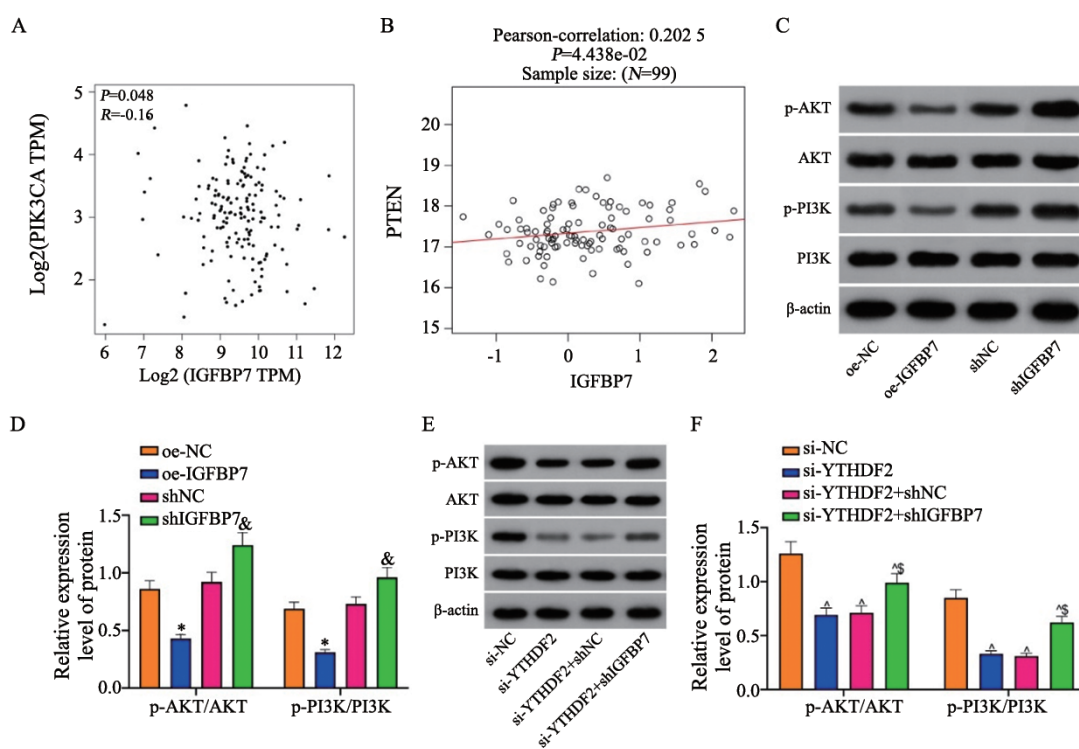 A
P=0.048
R=-0.16
Log2(PIK3CA TPM)
5
4
3
2
6 7 8 9 10 11 12
Log2 (IGFBP7 TPM)
B
Pearson-correlation: 0.202 5
P=4.438e-02
Sample size: (N=99)
PTEN
20
19
18
17
16
15
-1 0 1 2
IGFBP7
C
p-AKT
AKT
p-PI3K
PI3K
β-actin
oe-NC
oe-IGFBP7
shNC
shIGFBP7
D
oe-NC
oe-IGFBP7
shNC
shIGFBP7
Relative expression
level of protein
1.5
1.0
0.5
0.0
* &
* &
p-AKT/AKT p-PI3K/PI3K
E
p-AKT
AKT
p-PI3K
PI3K
β-actin
si-NC
si-YTHDF2
si-YTHDF2+shNC
si-YTHDF2+shIGFBP7
F
si-NC
si-YTHDF2
si-YTHDF2+shNC
si-YTHDF2+shIGFBP7
Relative expression
level of protein
1.5
1.0
0.5
0.0
^ ^ ^$
^ ^ ^$
p-AKT/AKT p-PI3K/PI3K